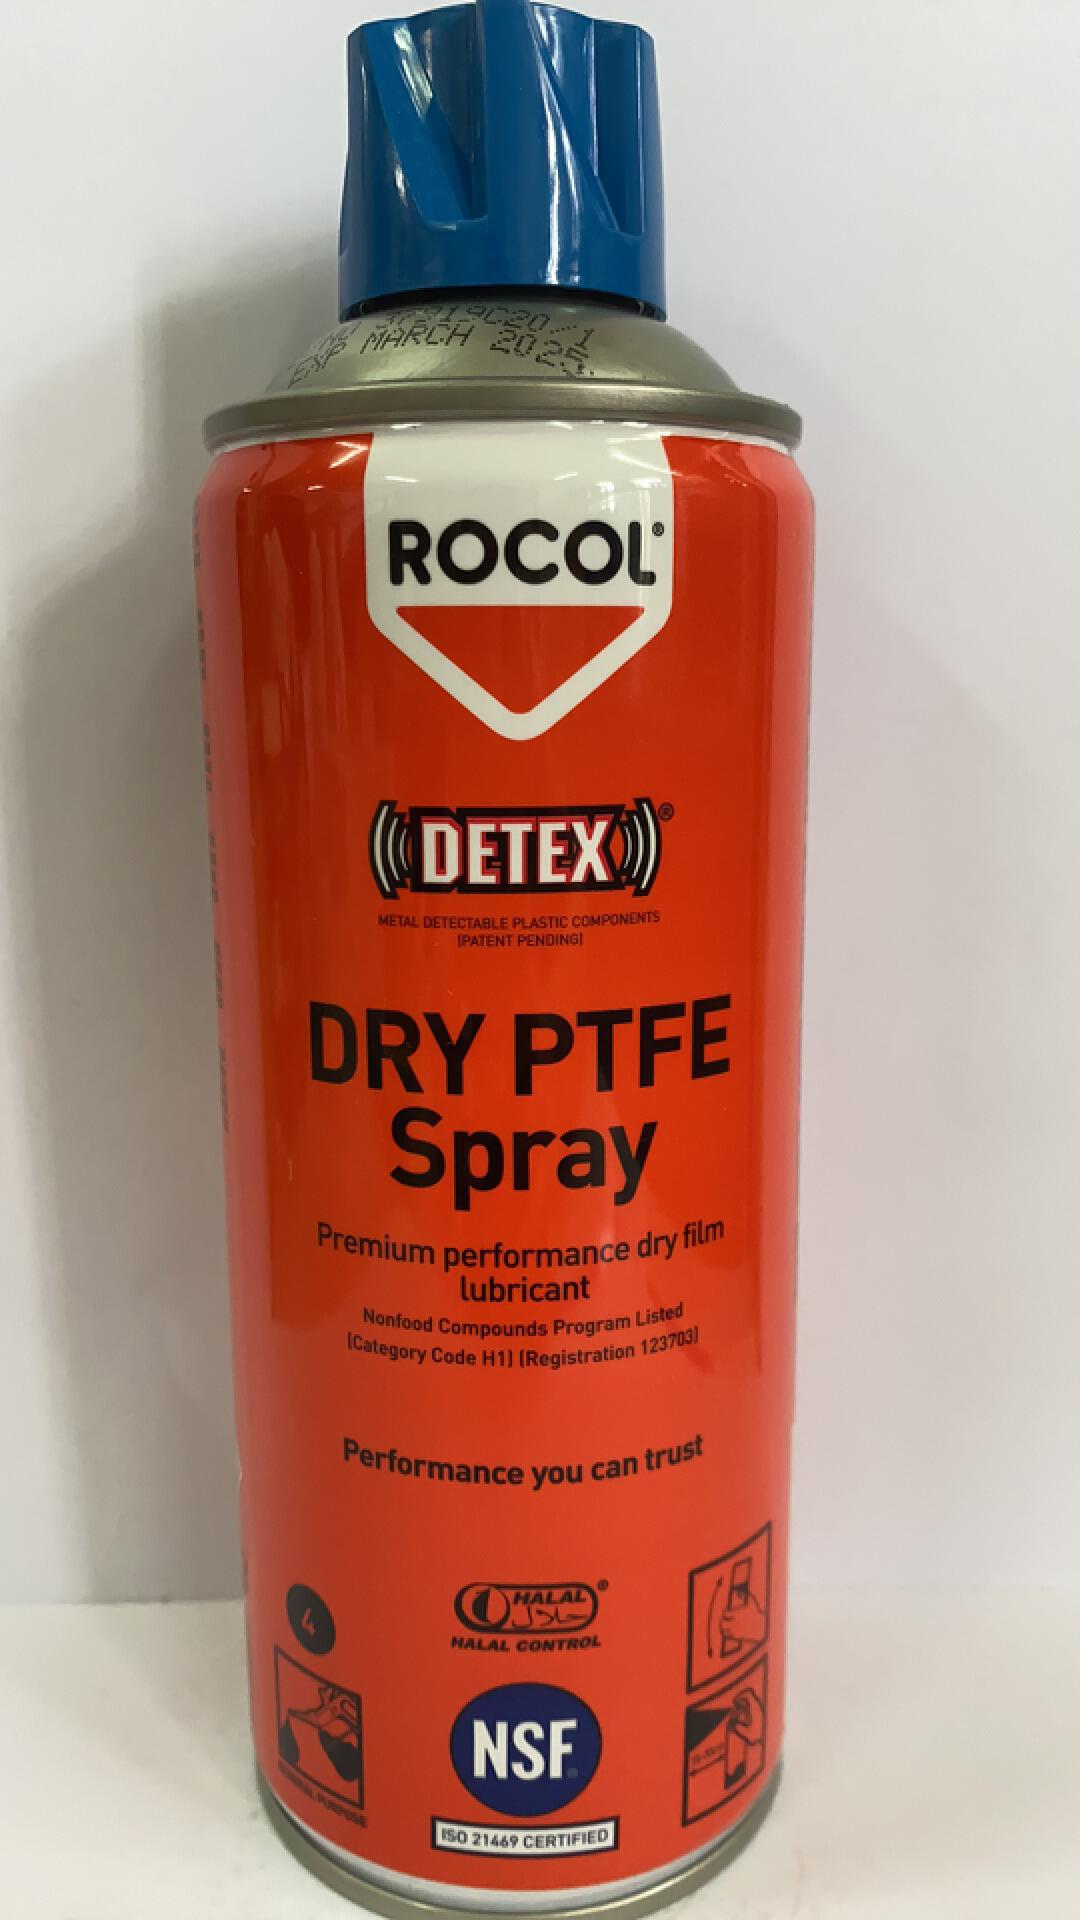 EXP MARCH 2025
ROCOL®
DETEX®
METAL DETECTABLE PLASTIC COMPONENTS
(PATENT PENDING)
DRY PTFE
Spray
Premium performance dry film
lubricant
Nonfood Compounds Program Listed
(Category Code H1) (Registration 123703)
Performance you can trust
4
HALAL®
حلال
HALAL CONTROL
NSF®
PURPOSE
ISO 21469 CERTIFIED